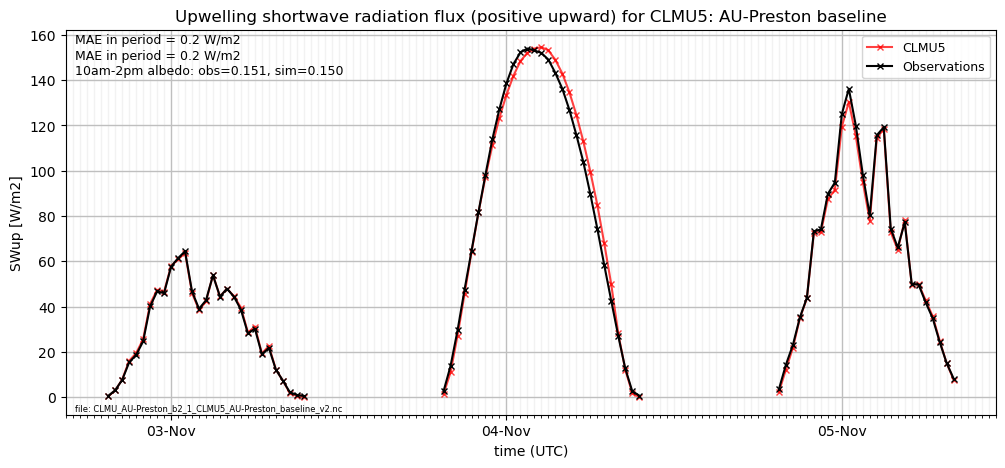 Upwelling shortwave radiation flux (positive upward) for CLMU5: AU-Preston baseline
MAE in period = 0.2 W/m2
MAE in period = 0.2 W/m2
10am-2pm albedo: obs=0.151, sim=0.150
CLMU5
Observations
160
140
120
100
80
60
40
20
0
SWup [W/m2]
file: CLMU_AU-Preston_b2_1_CLMU5_AU-Preston_baseline_v2.nc
03-Nov
04-Nov
05-Nov
time (UTC)